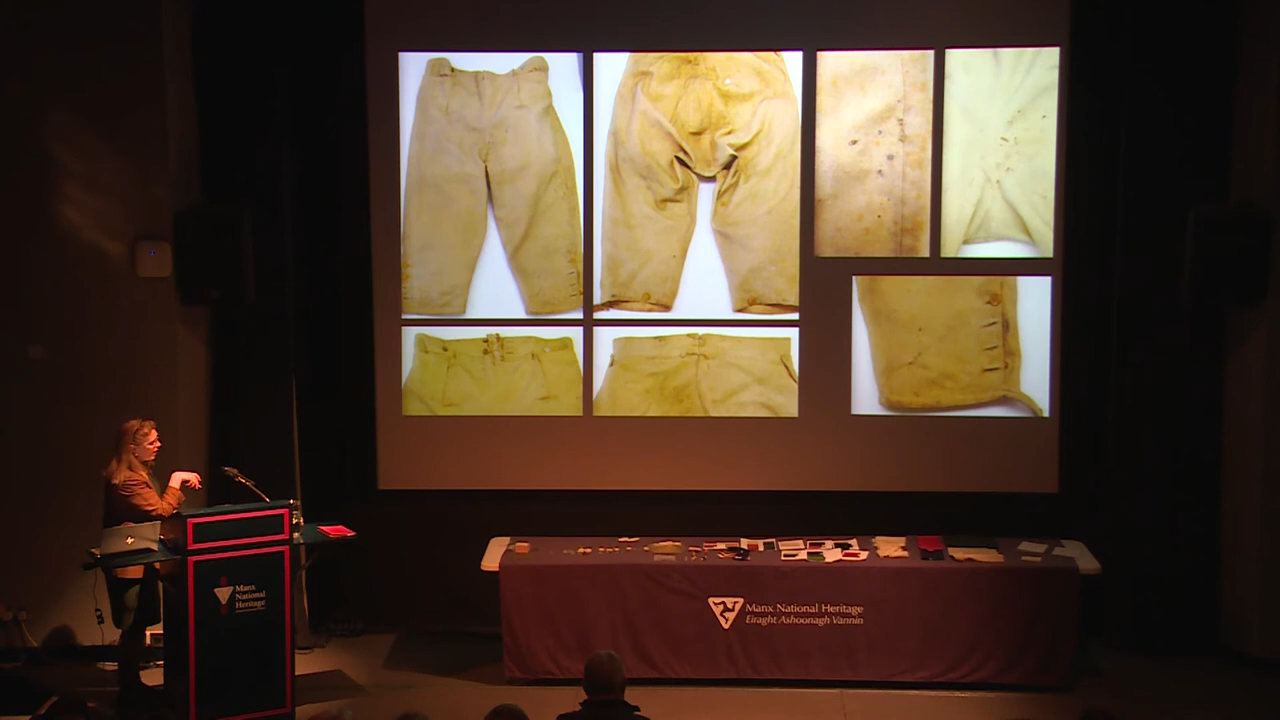 Manx
National
Heritage
Manx National Heritage
Eiraght Ashoonagh Vannin